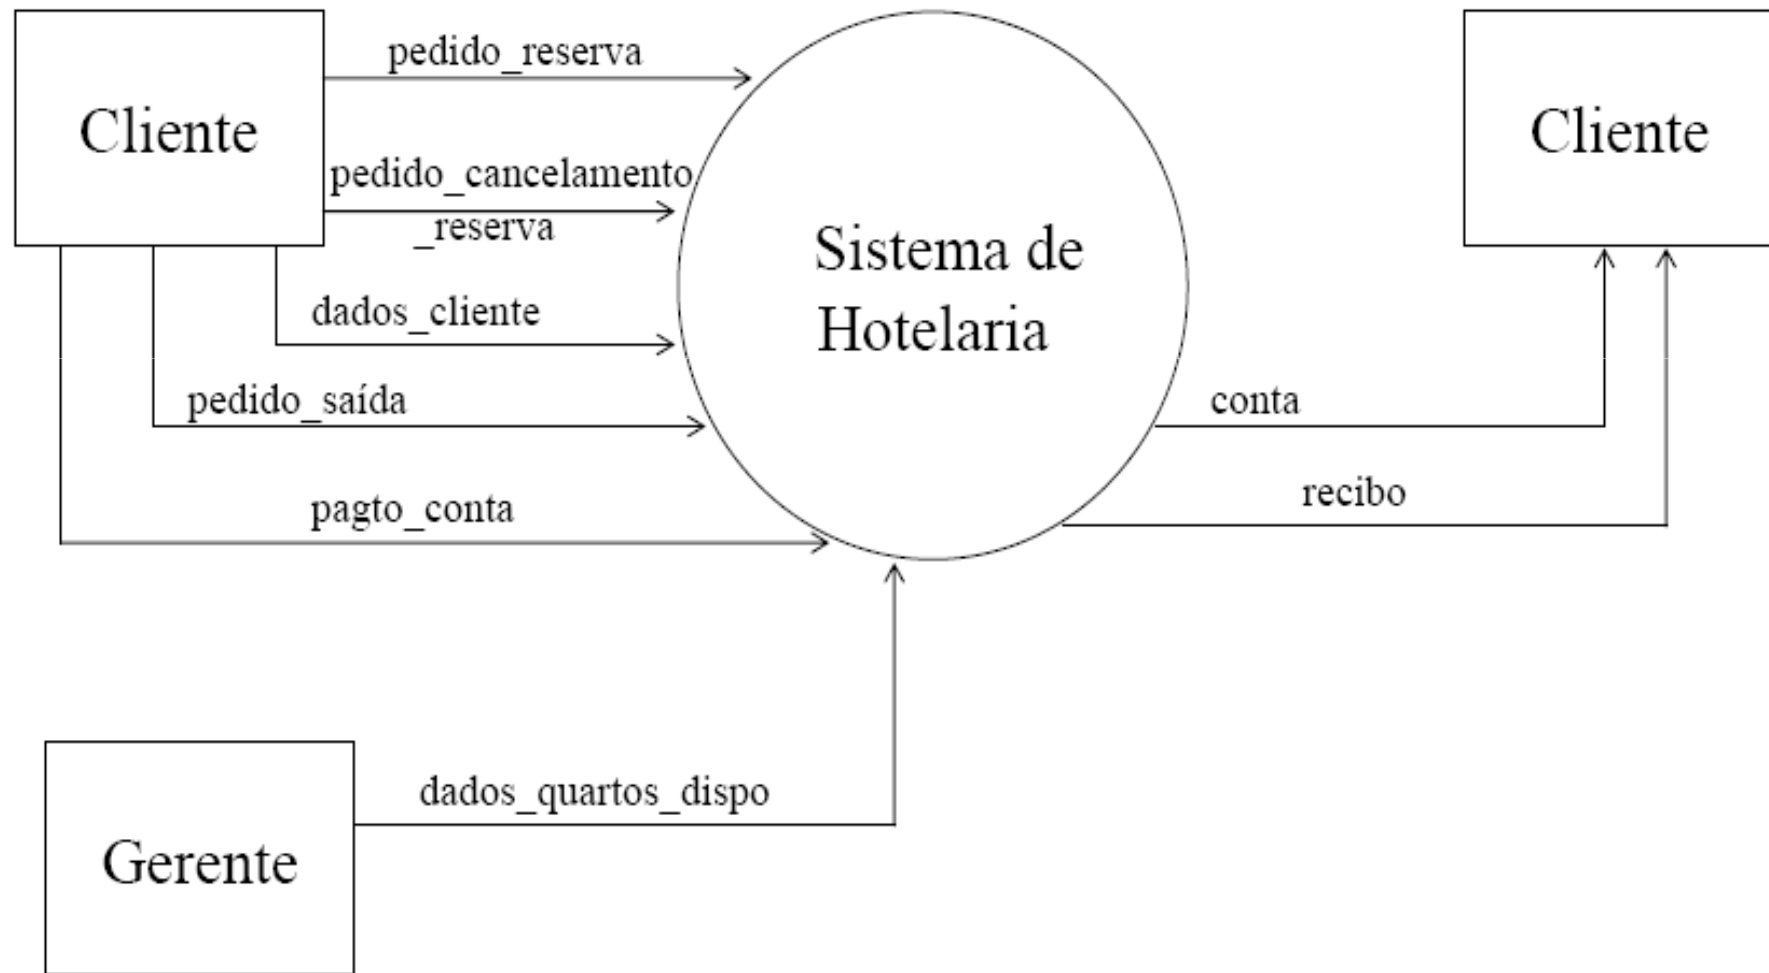 pedido_reserva
Cliente
Cliente
pedido_cancelamento
_reserva
Sistema de
Hotelaria
dados_cliente
pedido_saída
conta
recibo
pagto_conta
dados_quartos_dispo
Gerente